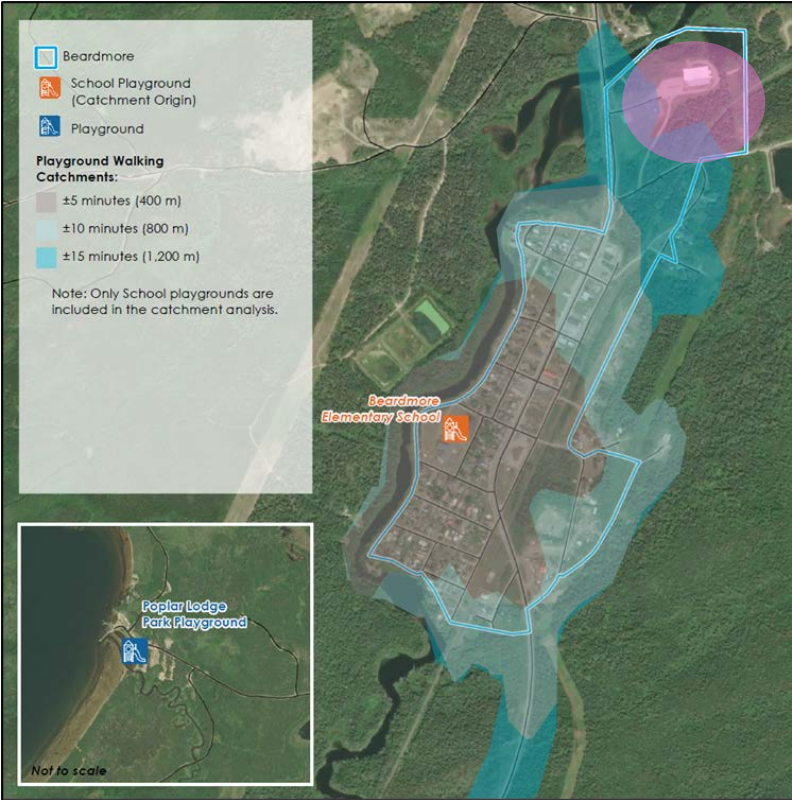 Beardmore
School Playground
(Catchment Origin)
Playground
Playground Walking
Catchments:
±5 minutes (400 m)
±10 minutes (800 m)
±15 minutes (1,200 m)
Note: Only School playgrounds are
included in the catchment analysis.
Beardmore
Elementary School
Poplar Lodge
Park Playground
Not to scale